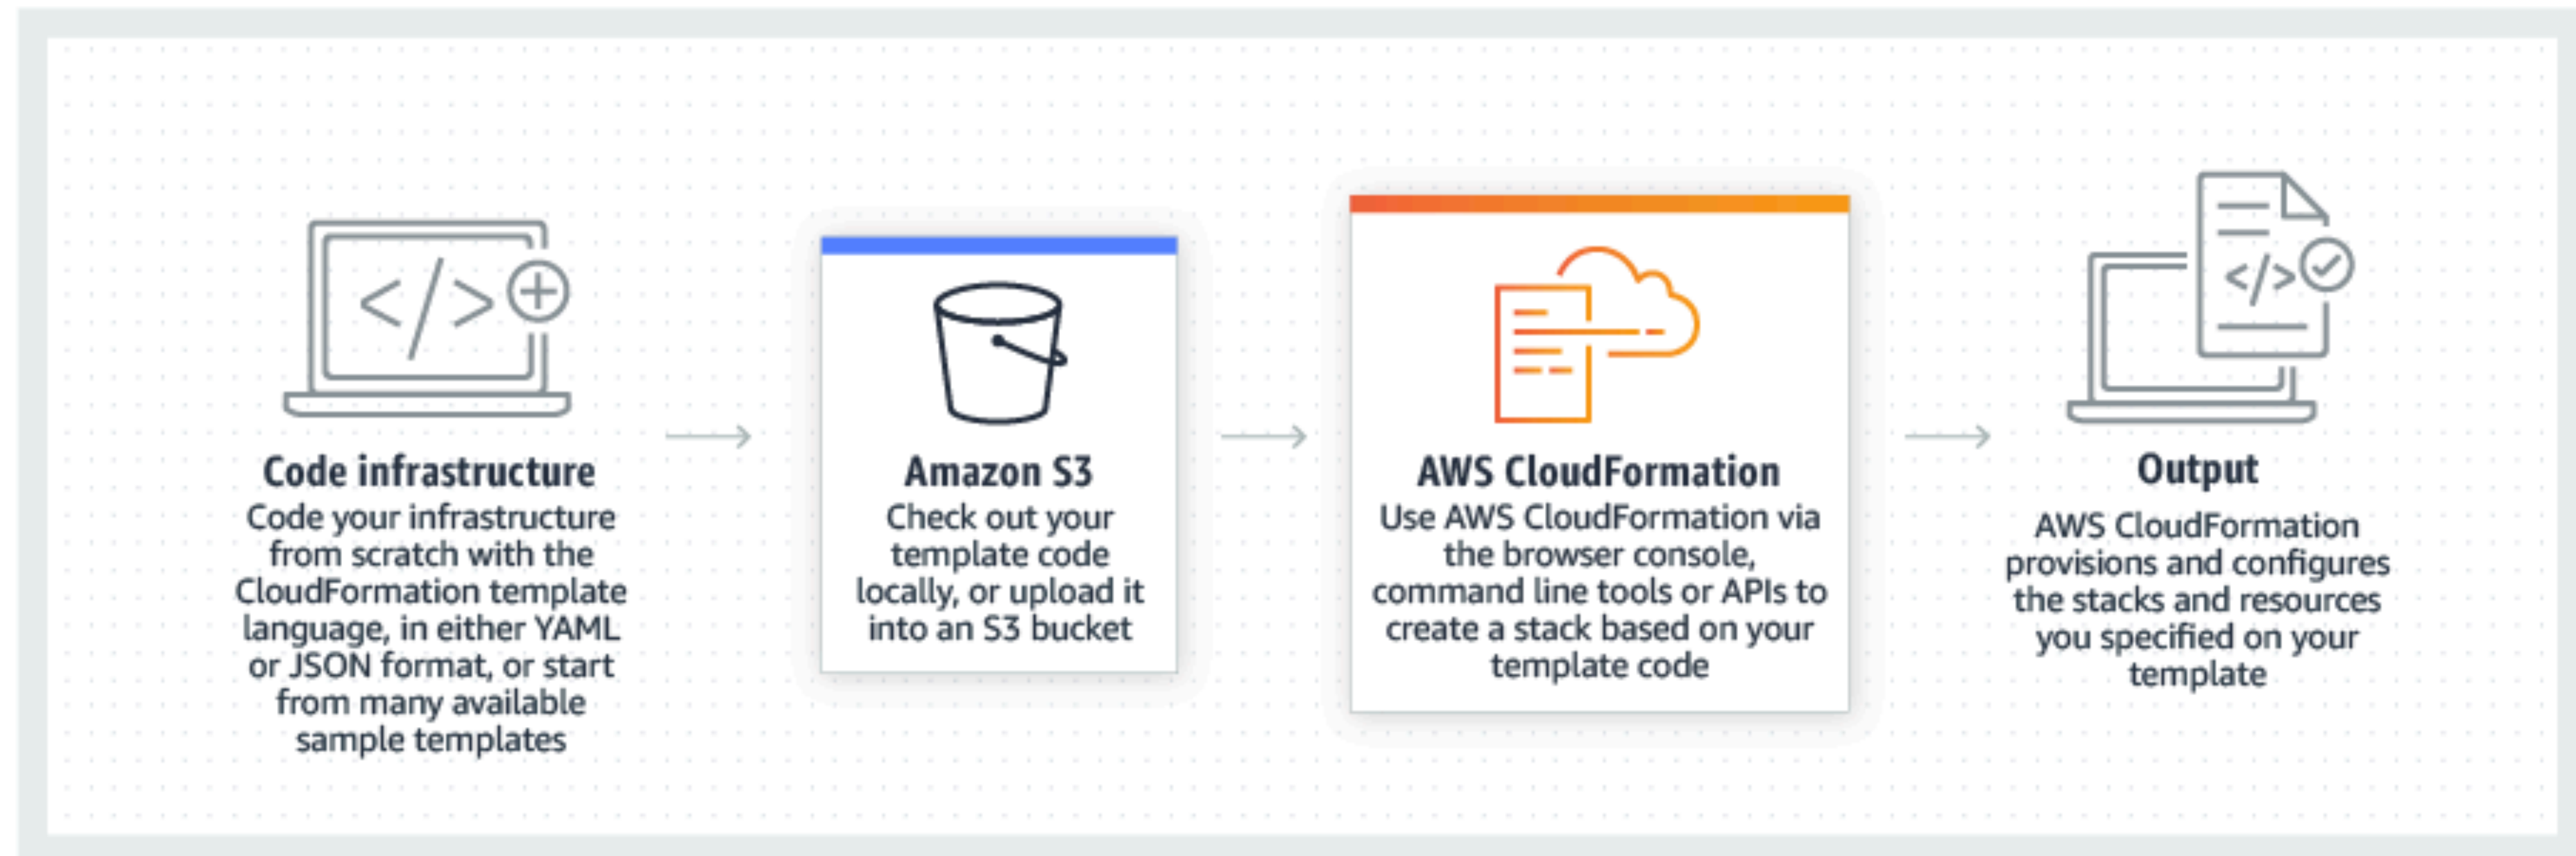 Code infrastructure
Code your infrastructure
from scratch with the
CloudFormation template
language, in either YAML
or JSON format, or start
from many available
sample templates
Amazon S3
Check out your
template code
locally, or upload it
into an S3 bucket
AWS CloudFormation
Use AWS CloudFormation via
the browser console,
command line tools or APIs to
create a stack based on your
template code
Output
AWS CloudFormation
provisions and configures
the stacks and resources
you specified on your
template